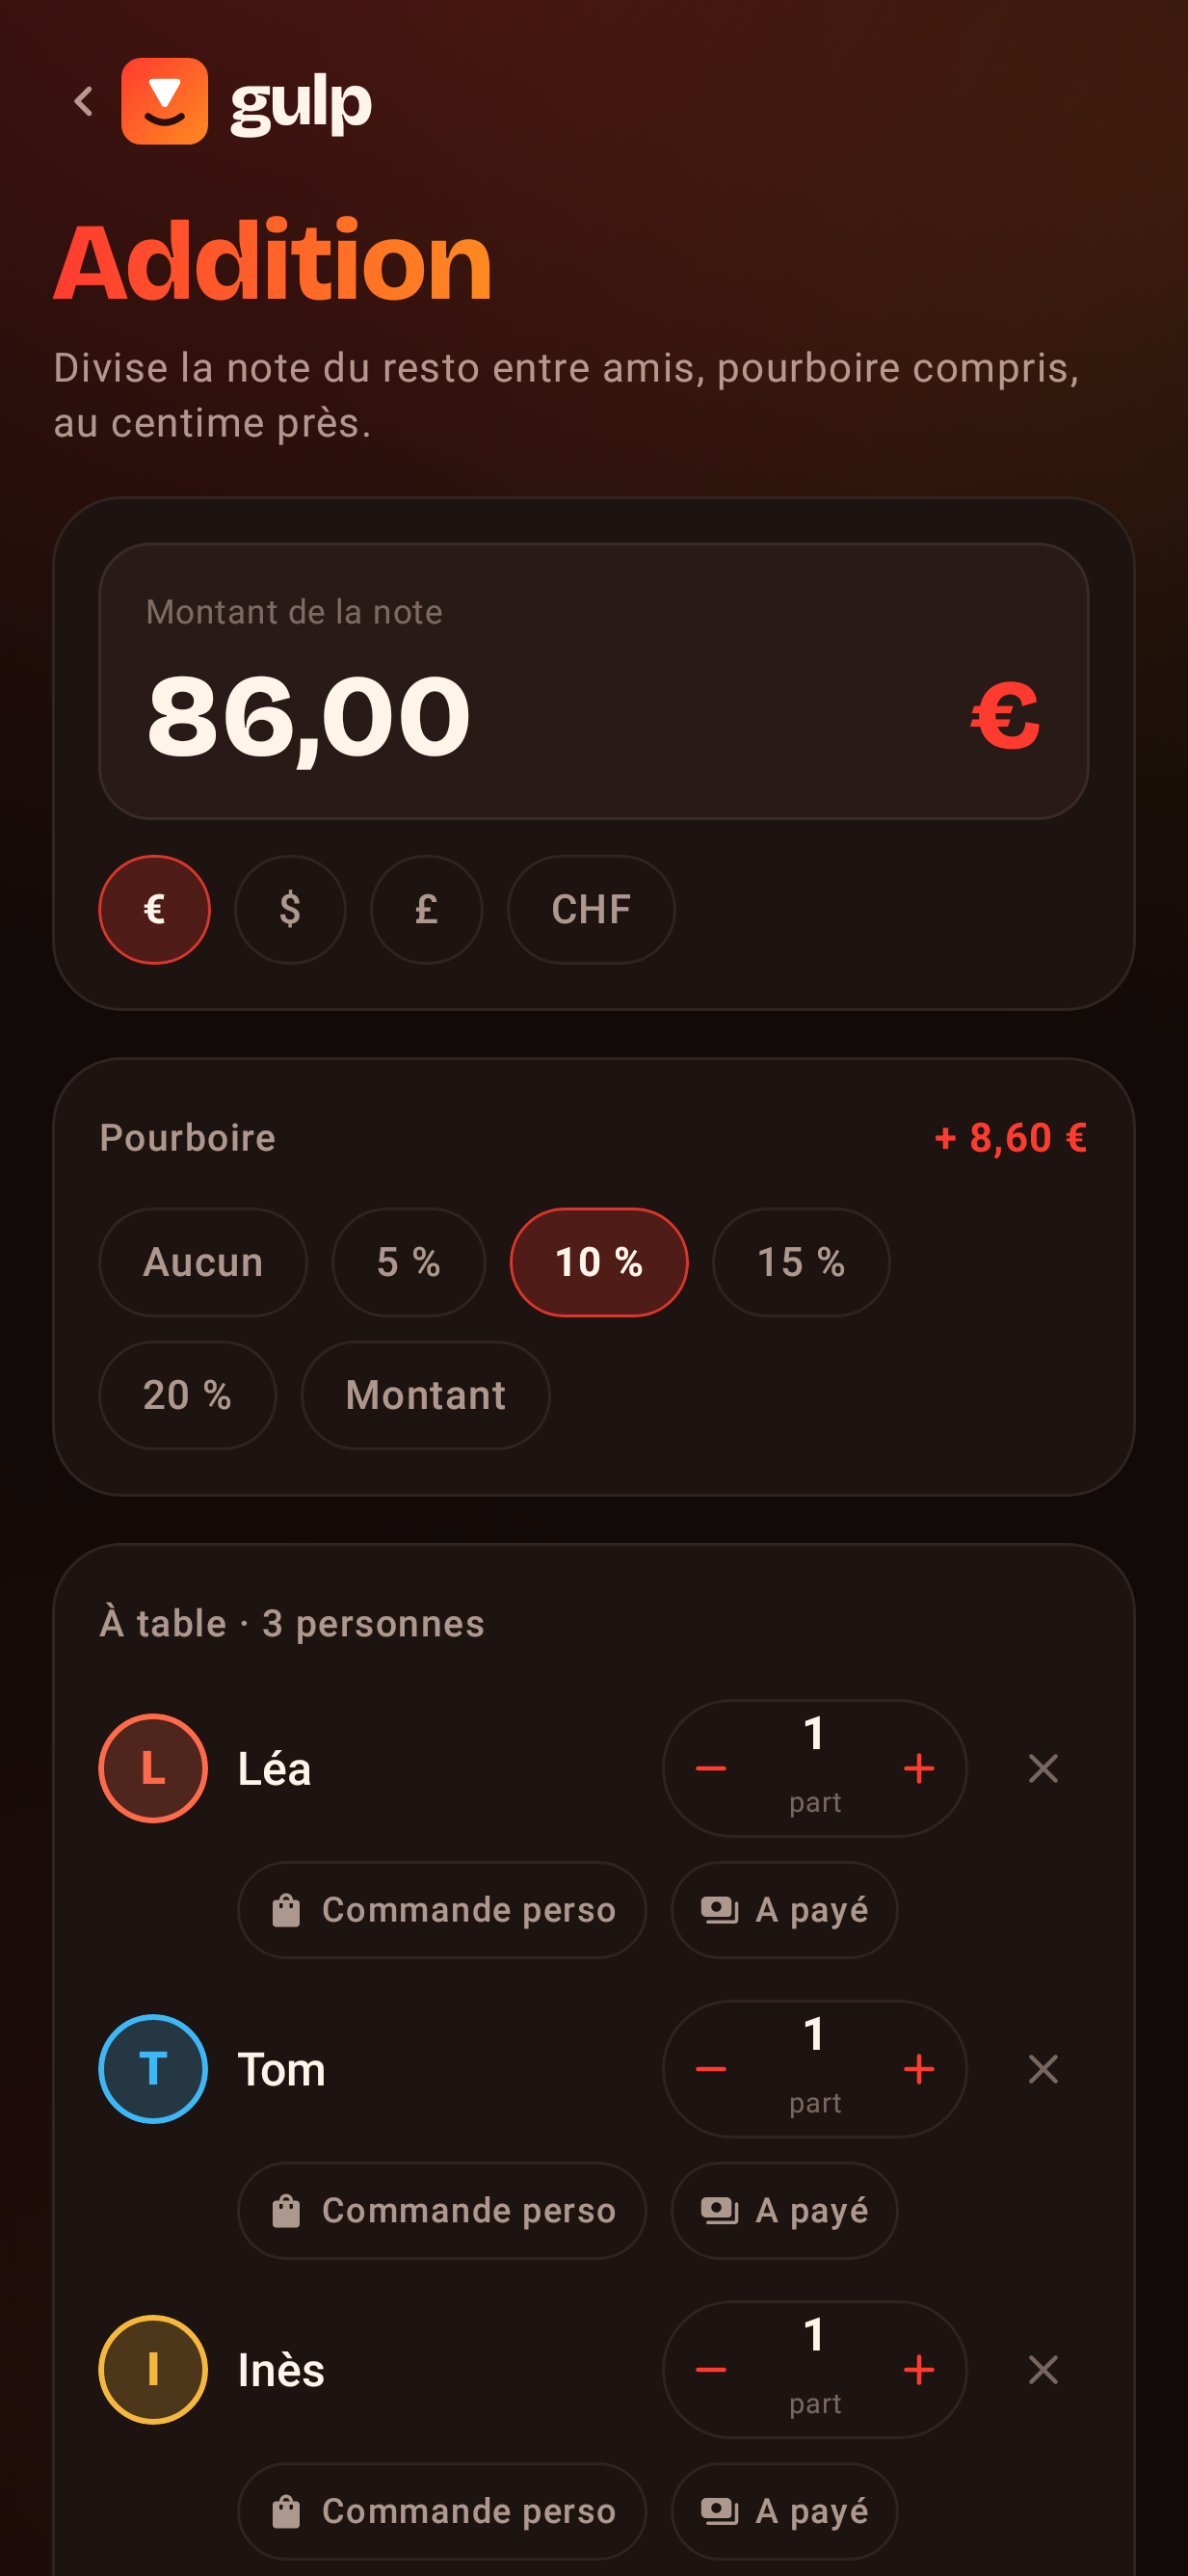 gulp
Addition
Divise la note du resto entre amis, pourboire compris,
au centime près.
Montant de la note
86,00 €
€ $ £ CHF
Pourboire + 8,60 €
Aucun 5 % 10 % 15 %
20 % Montant
À table · 3 personnes
L Léa 1
part
Commande perso A payé
T Tom 1
part
Commande perso A payé
I Inès 1
part
Commande perso A payé